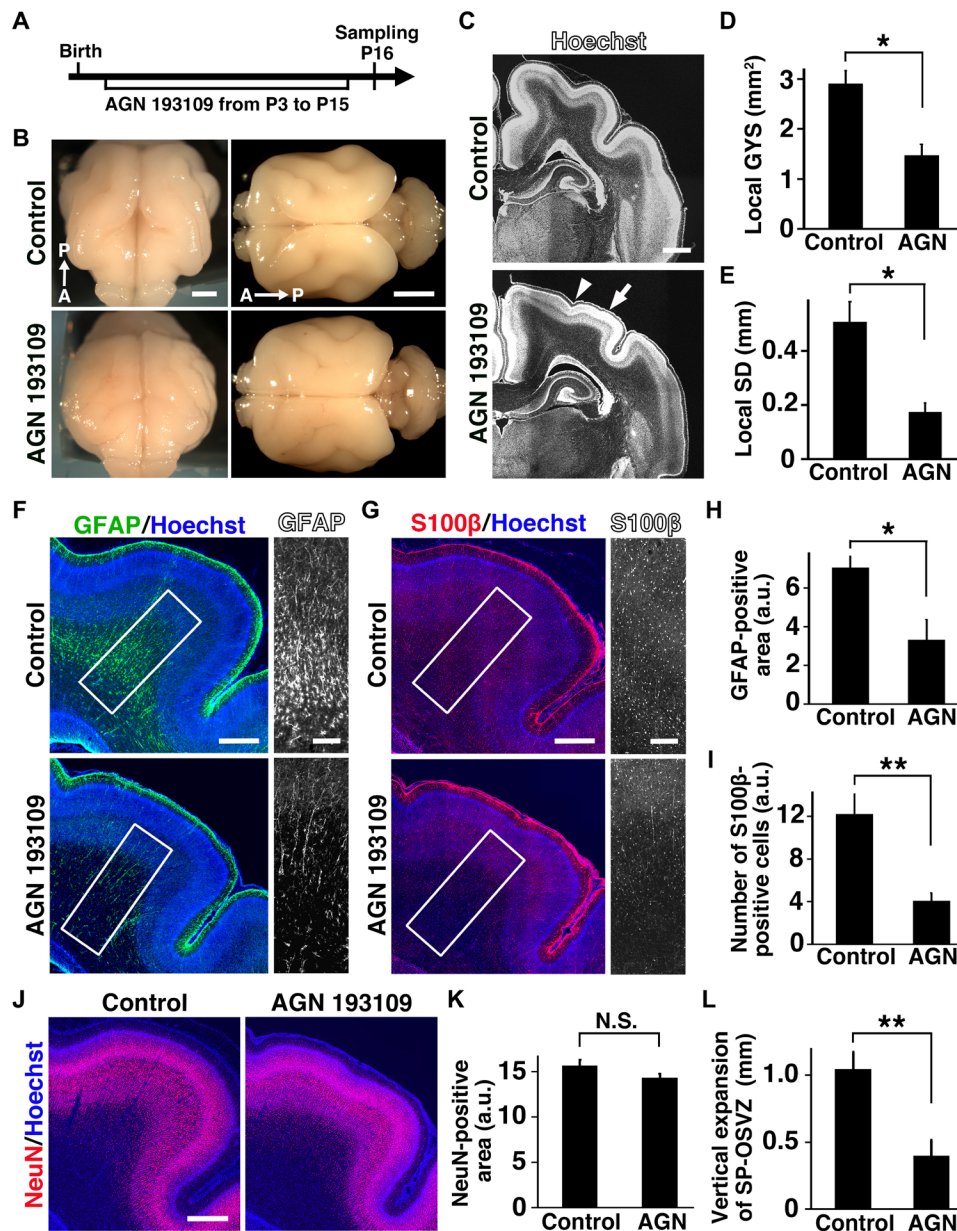 A
Birth
Sampling
P16
AGN 193109 from P3 to P15
B
Control
P
A
A
P
AGN 193109
C
Hoechst
Control
AGN 193109
D
Local GYS (mm²)
3
2
1
0
*
Control
AGN
E
Local SD (mm)
0.4
0.2
0
*
Control
AGN
F
GFAP/Hoechst
GFAP
Control
AGN 193109
G
S100β/Hoechst
S100β
Control
AGN 193109
H
GFAP-positive
area (a.u.)
6
4
2
0
*
Control
AGN
I
Number of S100β-
positive cells (a.u.)
12
8
4
0
**
Control
AGN
J
Control
AGN 193109
NeuN/Hoechst
K
NeuN-positive
area (a.u.)
15
10
5
0
N.S.
Control
AGN
L
Vertical expansion
of SP-OSVZ (mm)
1.0
0.5
0
**
Control
AGN